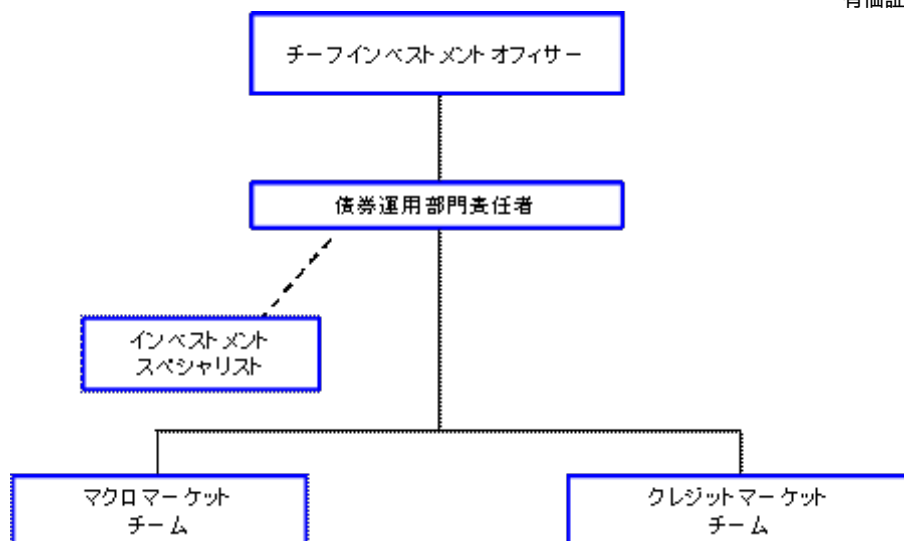 有価証
チーフインベストメントオフィサー
債券運用部門責任者
インベストメント
スペシャリスト
マクロマーケット
チーム
クレジットマーケット
チーム